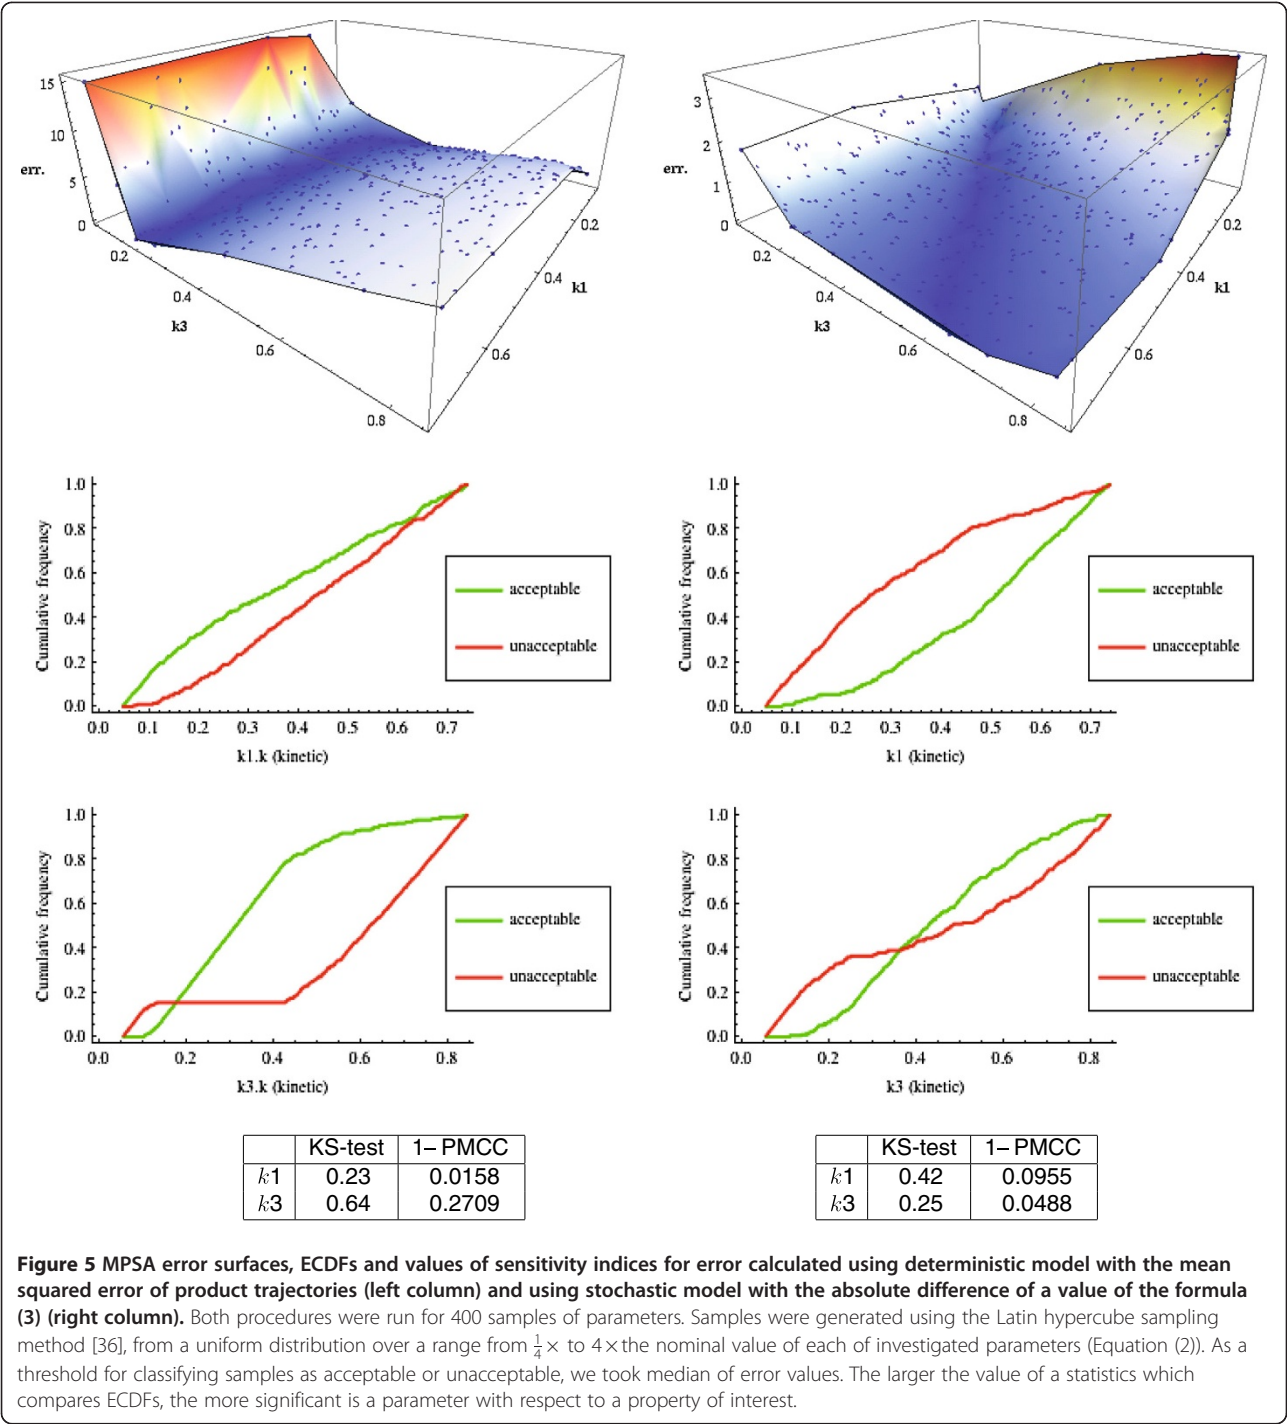 15
10
err.
5
0
0.2
0.4
k3
0.6
0.8
0.2
0.4
k1
0.6
3
2
err.
1
0
0.2
0.4
k3
0.6
0.8
0.2
0.4
k1
0.6
1.0
0.8
0.6
0.4
0.2
0.0
Cumulative frequency
acceptable
unacceptable
0.0 0.1 0.2 0.3 0.4 0.5 0.6 0.7
k1.k (kinetic)
1.0
0.8
0.6
0.4
0.2
0.0
Cumulative frequency
acceptable
unacceptable
0.0 0.1 0.2 0.3 0.4 0.5 0.6 0.7
k1 (kinetic)
1.0
0.8
0.6
0.4
0.2
0.0
Cumulative frequency
acceptable
unacceptable
0.0 0.2 0.4 0.6 0.8
k3.k (kinetic)
1.0
0.8
0.6
0.4
0.2
0.0
Cumulative frequency
acceptable
unacceptable
0.0 0.2 0.4 0.6 0.8
k3 (kinetic)
KS-test 1– PMCC
k1 0.23 0.0158
k3 0.64 0.2709
KS-test 1– PMCC
k1 0.42 0.0955
k3 0.25 0.0488
Figure 5 MPSA error surfaces, ECDFs and values of sensitivity indices for error calculated using deterministic model with the mean
squared error of product trajectories (left column) and using stochastic model with the absolute difference of a value of the formula
(3) (right column). Both procedures were run for 400 samples of parameters. Samples were generated using the Latin hypercube sampling
method [36], from a uniform distribution over a range from 1/4× to 4×the nominal value of each of investigated parameters (Equation (2)). As a
threshold for classifying samples as acceptable or unacceptable, we took median of error values. The larger the value of a statistics which
compares ECDFs, the more significant is a parameter with respect to a property of interest.